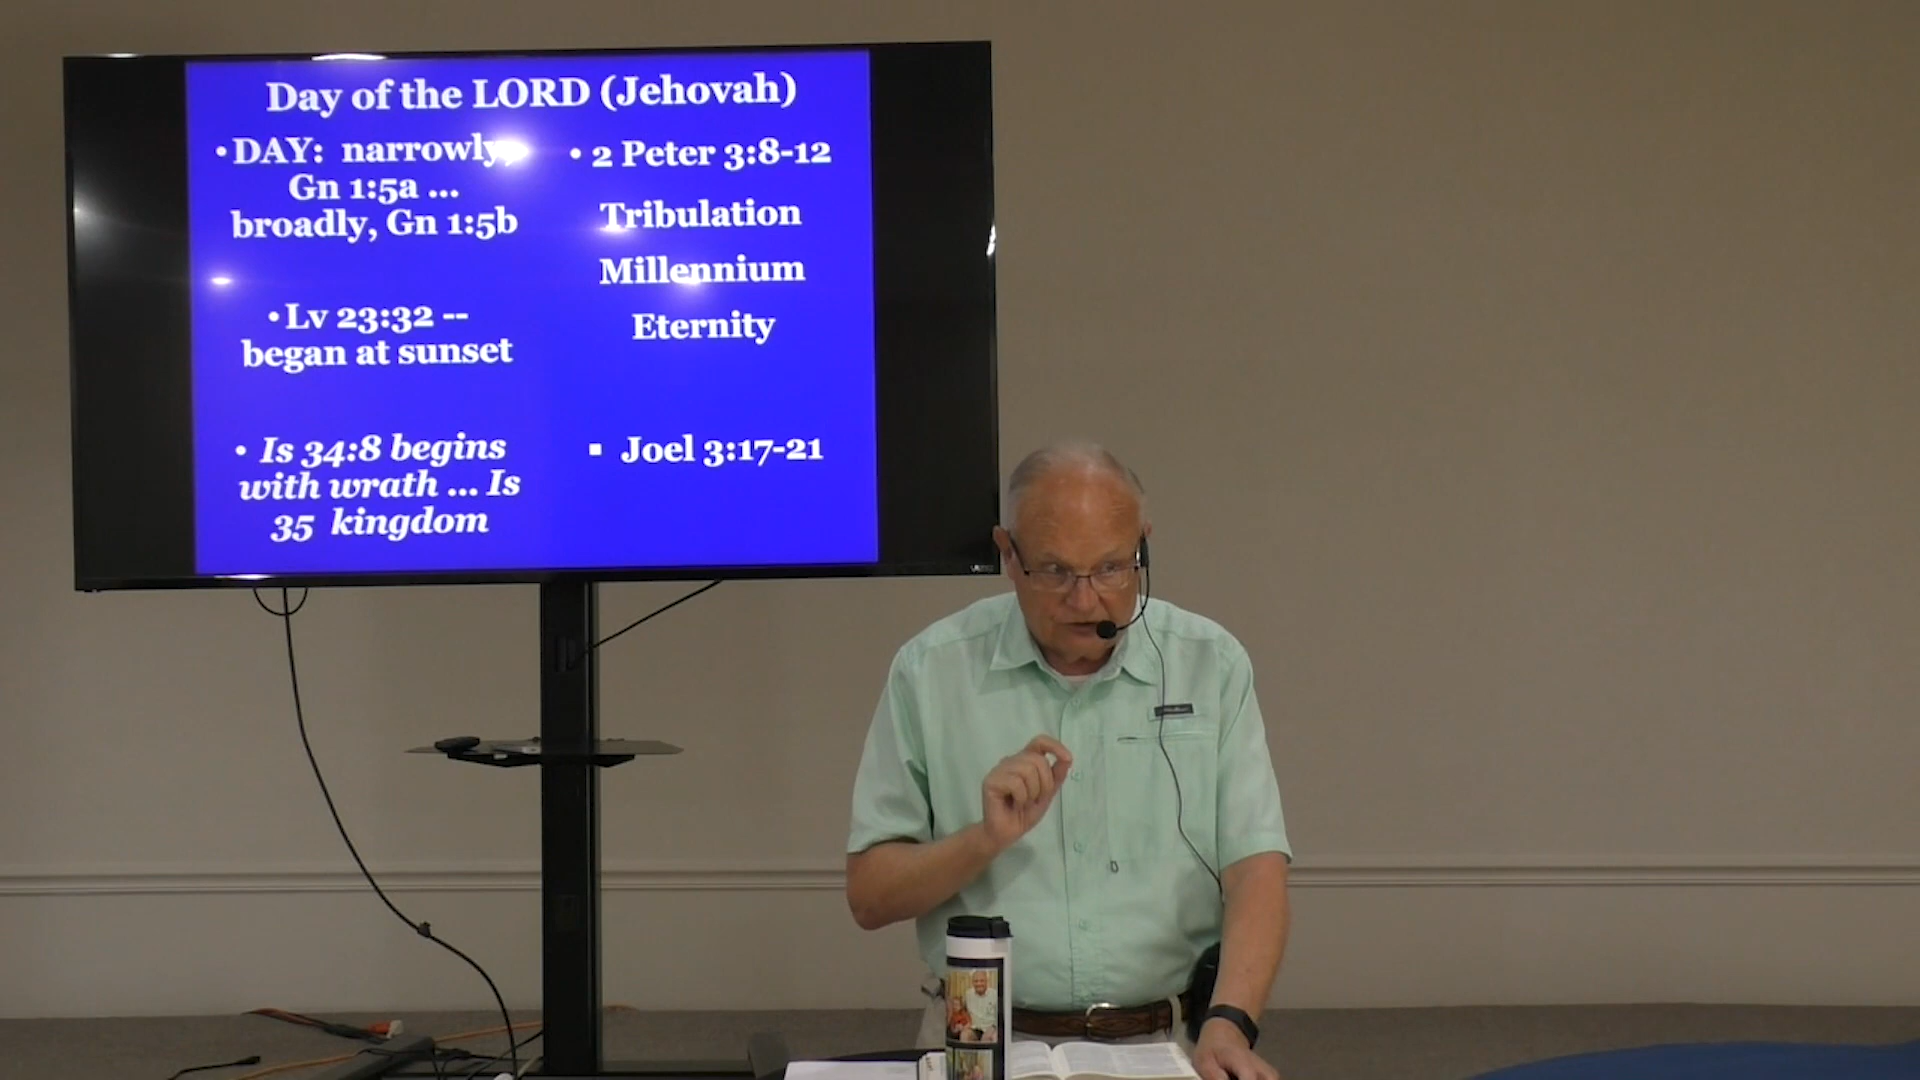 Day of the LORD (Jehovah)
•DAY: narrowly,
Gn 1:5a ...
broadly, Gn 1:5b
•Lv 23:32 --
began at sunset
• Is 34:8 begins
with wrath ... Is
35 kingdom
• 2 Peter 3:8-12
Tribulation
Millennium
Eternity
▪ Joel 3:17-21